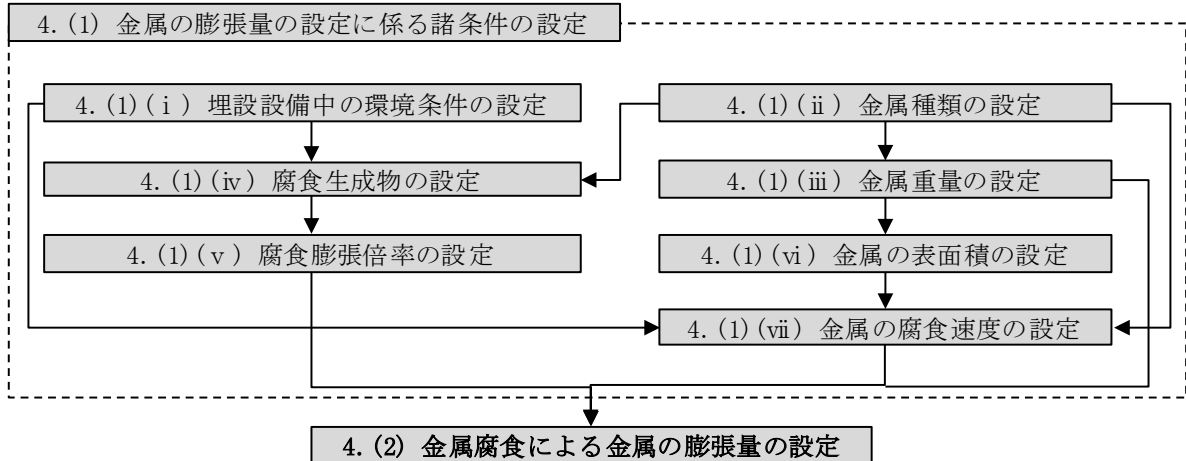 4.(1) 金属の膨張量の設定に係る諸条件の設定
4.(1)(ⅰ) 埋設設備中の環境条件の設定
4.(1)(ⅱ) 金属種類の設定
4.(1)(ⅳ) 腐食生成物の設定
4.(1)(ⅲ) 金属重量の設定
4.(1)(ⅴ) 腐食膨張倍率の設定
4.(1)(ⅵ) 金属の表面積の設定
4.(1)(ⅶ) 金属の腐食速度の設定
4.(2) 金属腐食による金属の膨張量の設定